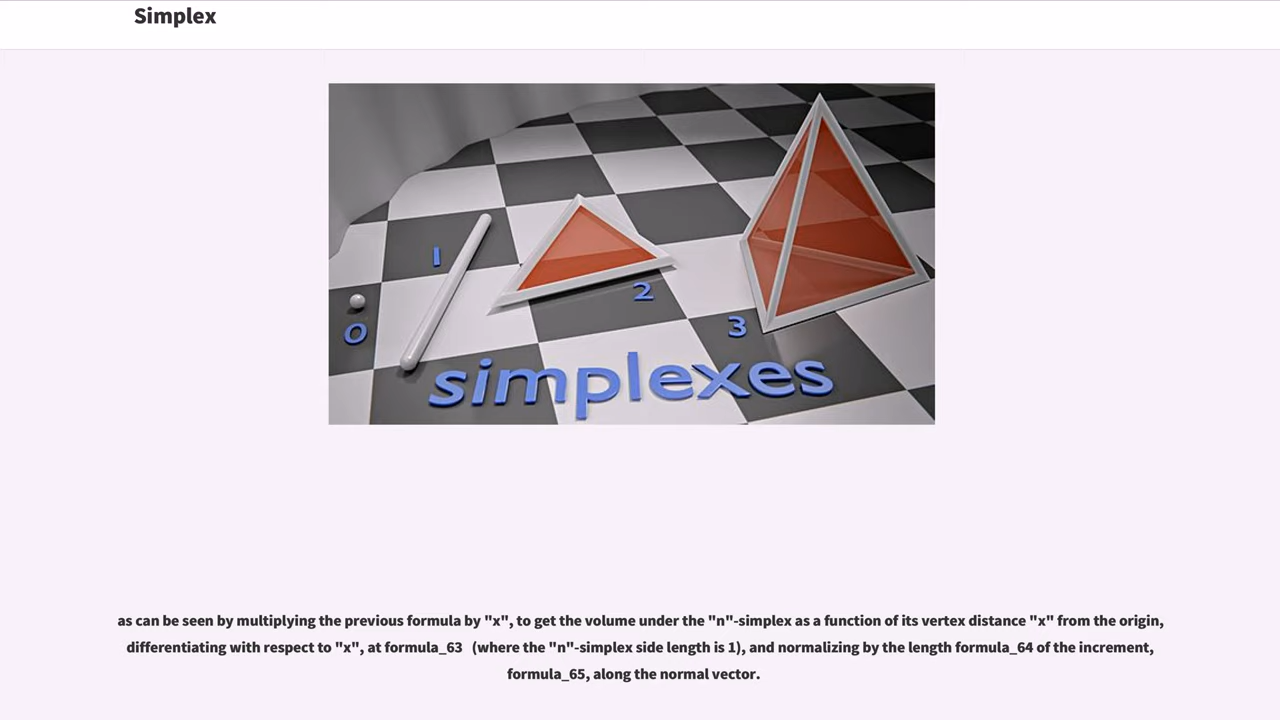 Simplex
0
1
2
3
simplexes
as can be seen by multiplying the previous formula by "x", to get the volume under the "n"-simplex as a function of its vertex distance "x" from the origin,
differentiating with respect to "x", at formula_63  (where the "n"-simplex side length is 1), and normalizing by the length formula_64 of the increment,
formula_65, along the normal vector.